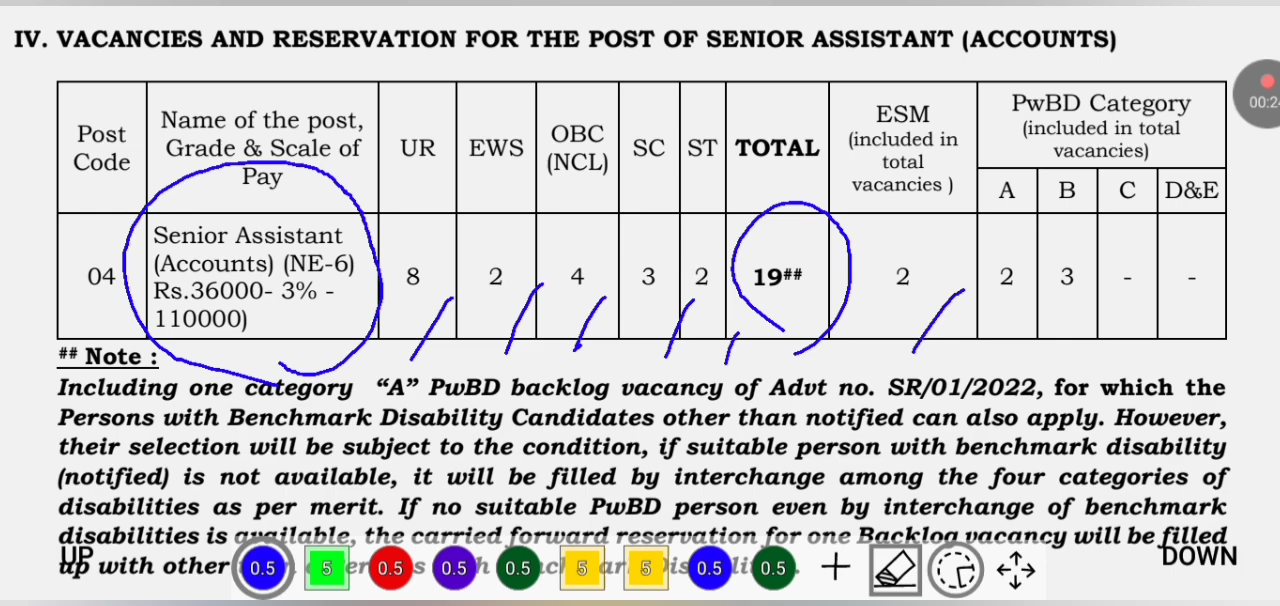 IV. VACANCIES AND RESERVATION FOR THE POST OF SENIOR ASSISTANT (ACCOUNTS)
Post Code
Name of the post, Grade & Scale of Pay
UR
EWS
OBC (NCL)
SC
ST
TOTAL
ESM (included in total vacancies )
PwBD Category (included in total vacancies)
A
B
C
D&E
04
Senior Assistant
(Accounts) (NE-6)
Rs.36000- 3% -
110000)
8
2
4
3
2
19##
2
2
3
-
-
## Note :
Including one category "A" PwBD backlog vacancy of Advt no. SR/01/2022, for which the
Persons with Benchmark Disability Candidates other than notified can also apply. However,
their selection will be subject to the condition, if suitable person with benchmark disability
(notified) is not available, it will be filled by interchange among the four categories of
disabilities as per merit. If no suitable PwBD person even by interchange of benchmark
disabilities is available, the carried forward reservation for one Backlog vacancy will be filled
up with other
UP
0.5
5
0.5
0.5
0.5
5
5
0.5
0.5
DOWN
00:2